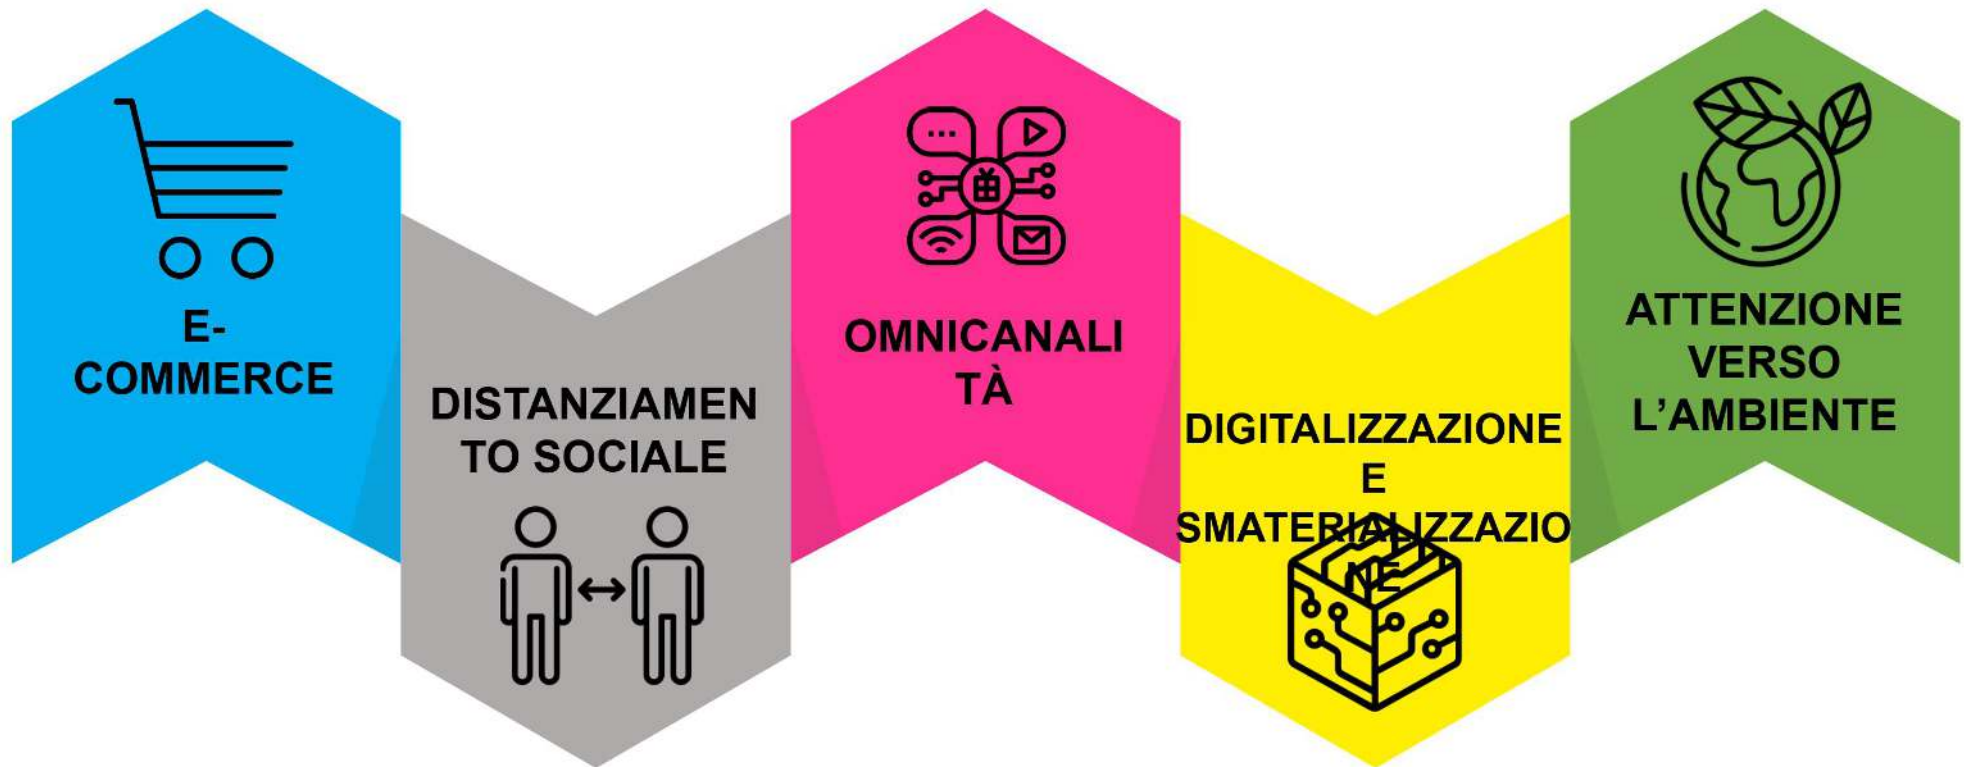 E-
COMMERCE
DISTANZIAMEN
TO SOCIALE
OMNICANALI
TÀ
DIGITALIZZAZIONE
E
SMATERIALIZZAZIO
NE
ATTENZIONE
VERSO
L’AMBIENTE